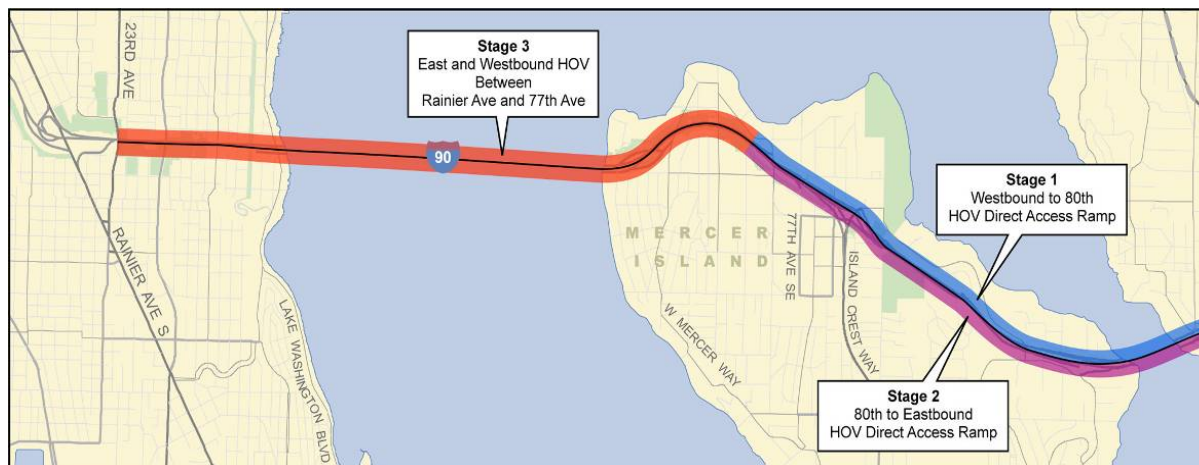 23RD AVE
Stage 3
East and Westbound HOV
Between
Rainier Ave and 77th Ave
90
RAINIER AVE S
LAKE WASHINGTON BLVD
MERCER
ISLAND
77TH AVE SE
ISLAND CREST WAY
W MERCER WAY
Stage 1
Westbound to 80th
HOV Direct Access Ramp
Stage 2
80th to Eastbound
HOV Direct Access Ramp